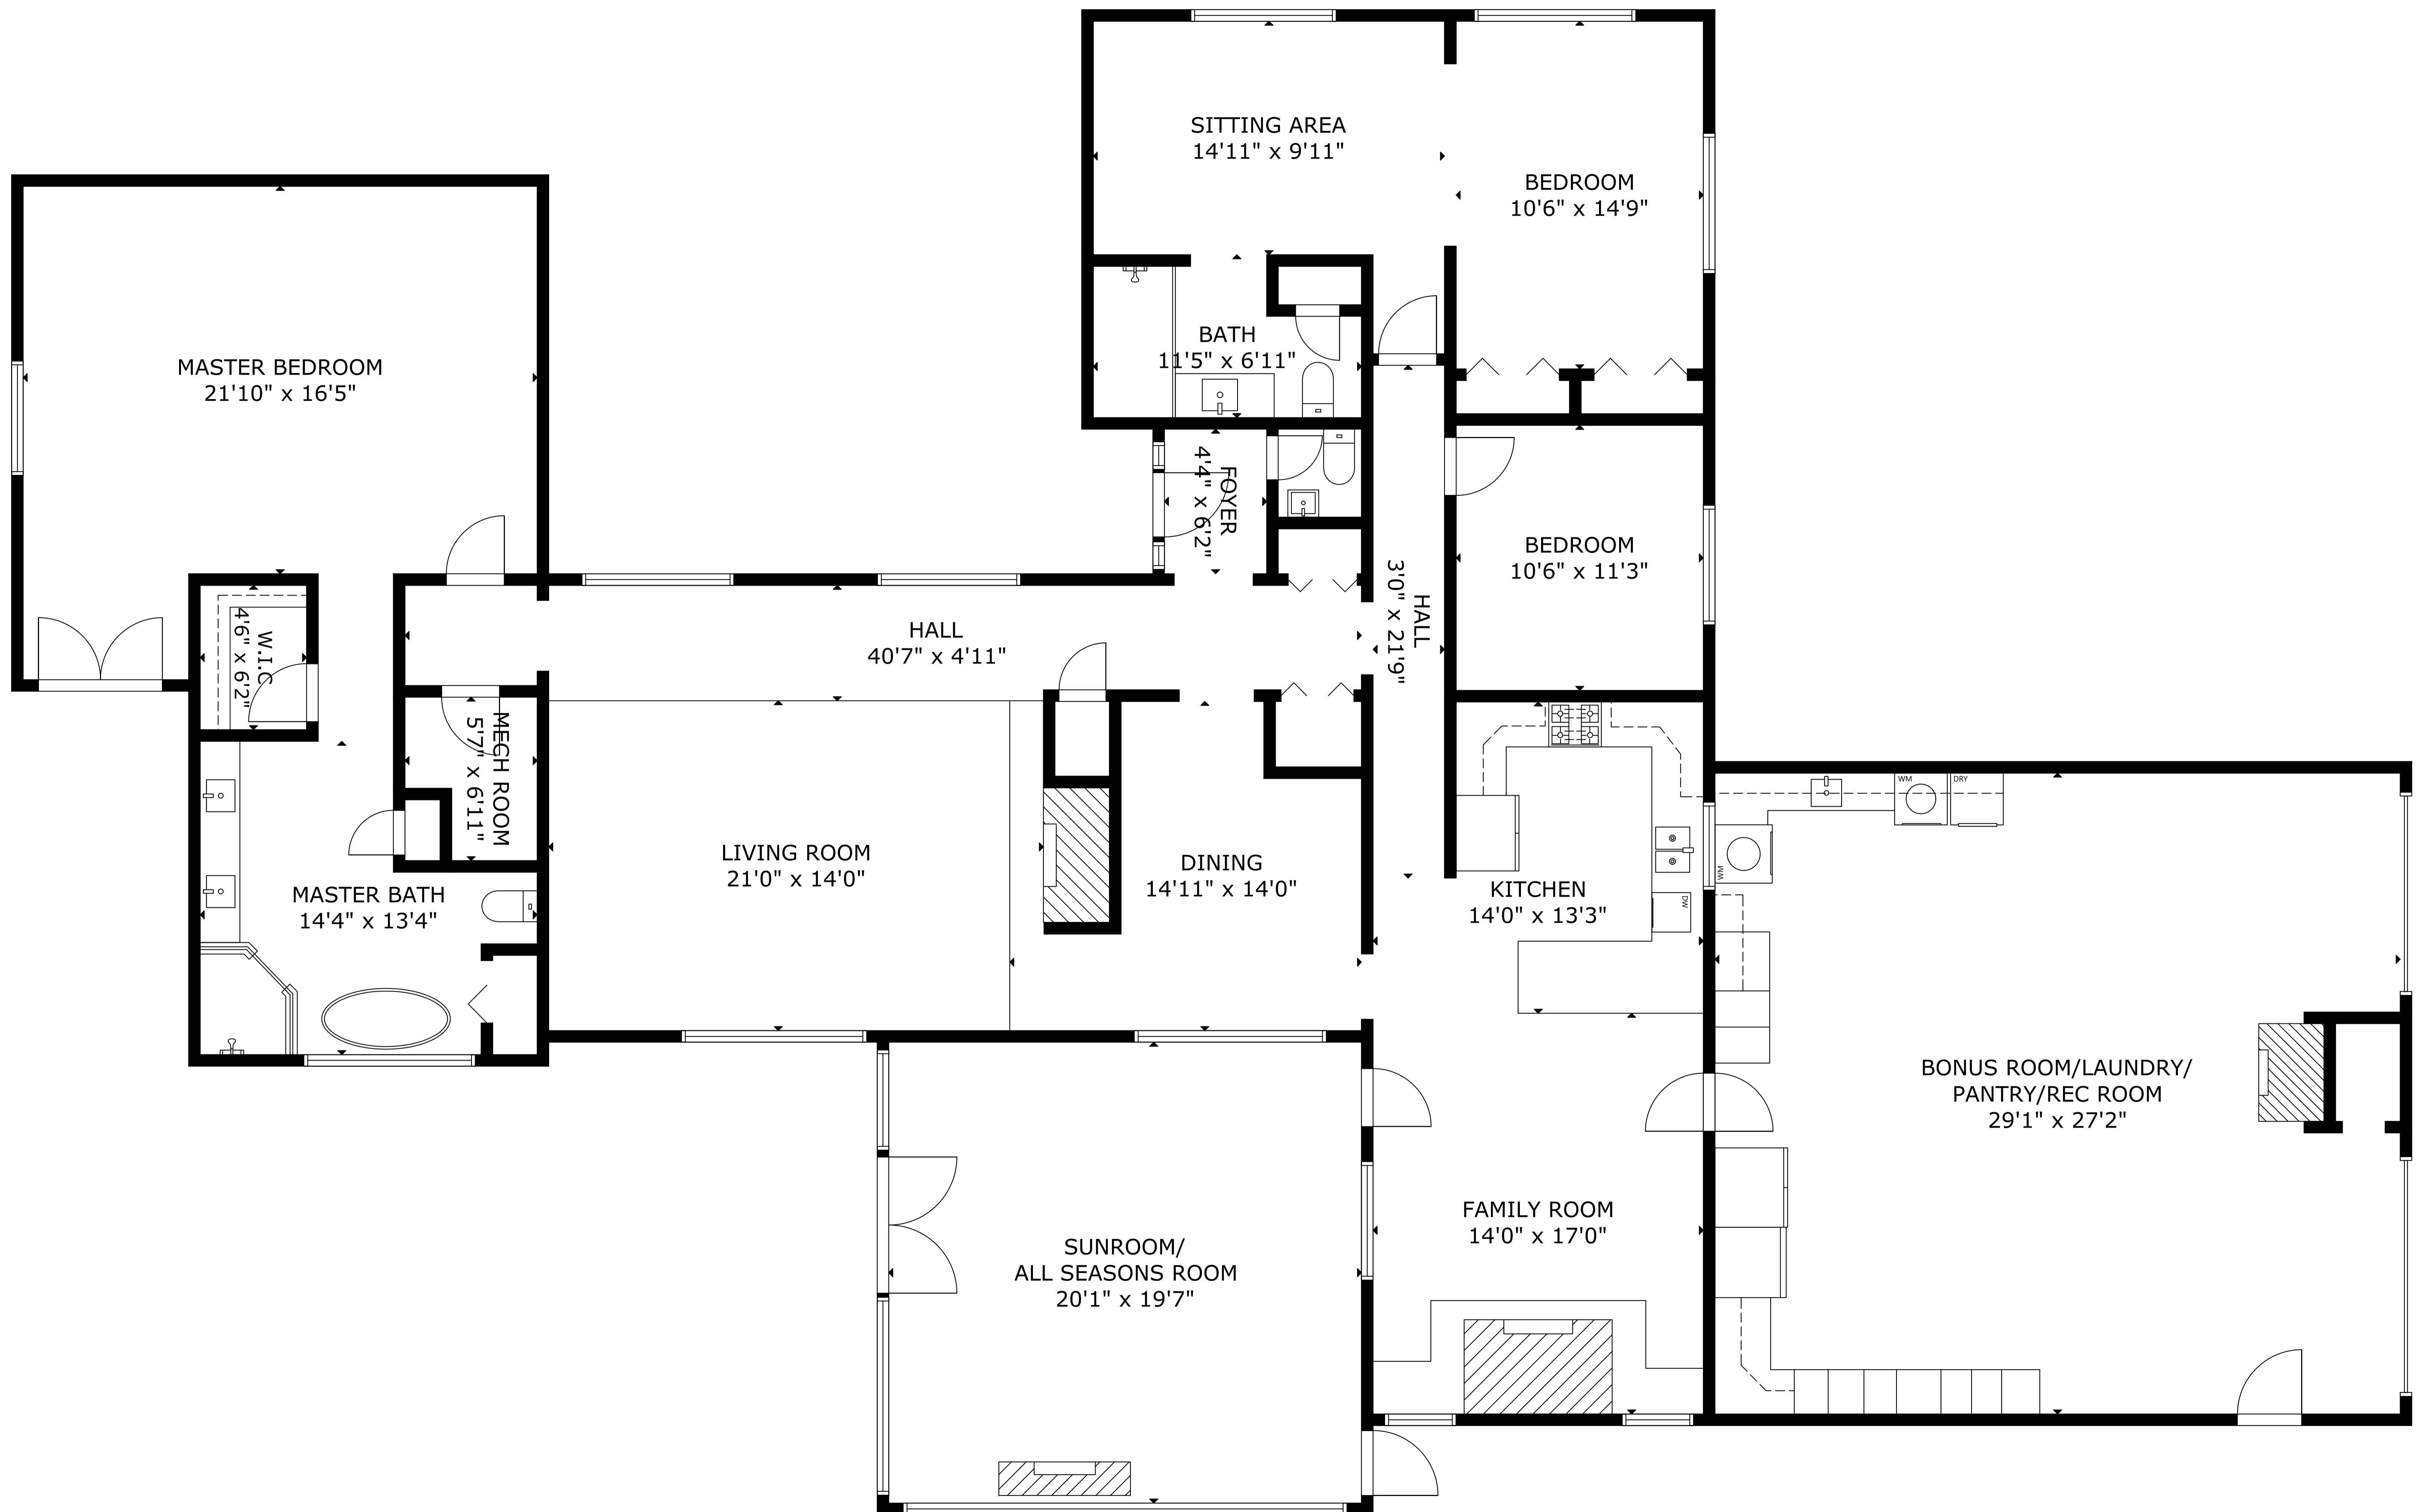 SITTING AREA
14'11" x 9'11"
BEDROOM
10'6" x 14'9"
MASTER BEDROOM
21'10" x 16'5"
BATH
11'5" x 6'11"
FOYER
4'4" x 6'2"
BEDROOM
10'6" x 11'3"
HALL
3'0" x 21'9"
W.I.C
4'6" x 6'2"
HALL
40'7" x 4'11"
MECH ROOM
5'7" x 6'11"
LIVING ROOM
21'0" x 14'0"
DINING
14'11" x 14'0"
KITCHEN
14'0" x 13'3"
DW
WM
DRY
WM
MASTER BATH
14'4" x 13'4"
BONUS ROOM/LAUNDRY/
PANTRY/REC ROOM
29'1" x 27'2"
FAMILY ROOM
14'0" x 17'0"
SUNROOM/
ALL SEASONS ROOM
20'1" x 19'7"